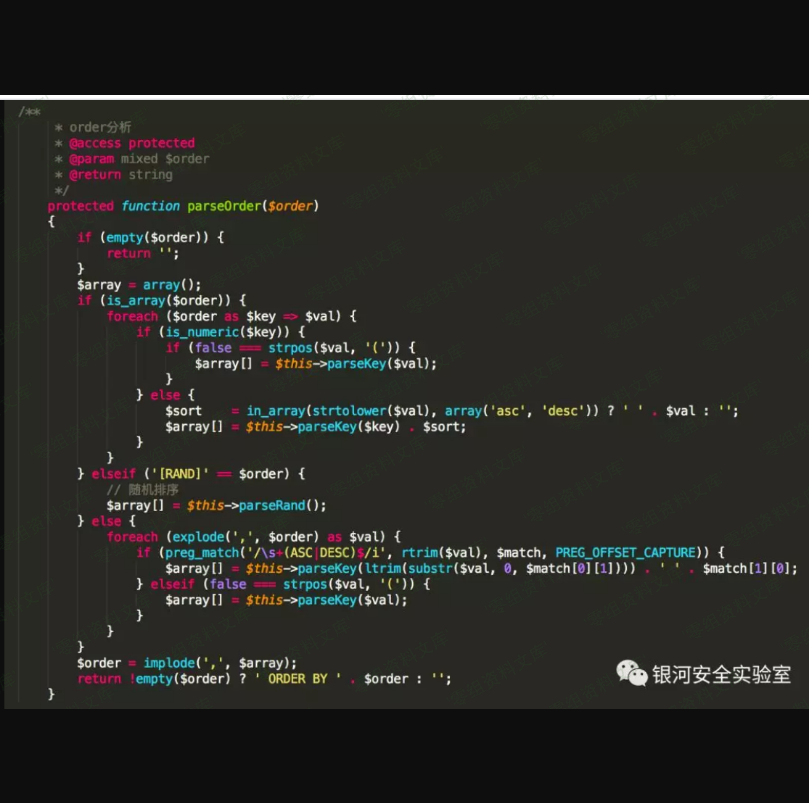 /**
 * order分析
 * @access protected
 * @param mixed $order
 * @return string
 */
protected function parseOrder($order)
{
    if (empty($order)) {
        return '';
    }
    $array = array();
    if (is_array($order)) {
        foreach ($order as $key => $val) {
            if (is_numeric($key)) {
                if (false === strpos($val, '(')) {
                    $array[] = $this->parseKey($val);
                }
            } else {
                $sort    = in_array(strtolower($val), array('asc', 'desc')) ? ' ' . $val : '';
                $array[] = $this->parseKey($key) . $sort;
            }
        }
    } elseif ('[RAND]' == $order) {
        // 随机排序
        $array[] = $this->parseRand();
    } else {
        foreach (explode(',', $order) as $val) {
            if (preg_match('/\s+(ASC|DESC)$/i', rtrim($val), $match, PREG_OFFSET_CAPTURE)) {
                $array[] = $this->parseKey(ltrim(substr($val, 0, $match[0][1]))) . ' ' . $match[1][0];
            } elseif (false === strpos($val, '(')) {
                $array[] = $this->parseKey($val);
            }
        }
    }
    $order = implode(',', $array);
    return !empty($order) ? ' ORDER BY ' . $order : '';
}
银河安全实验室